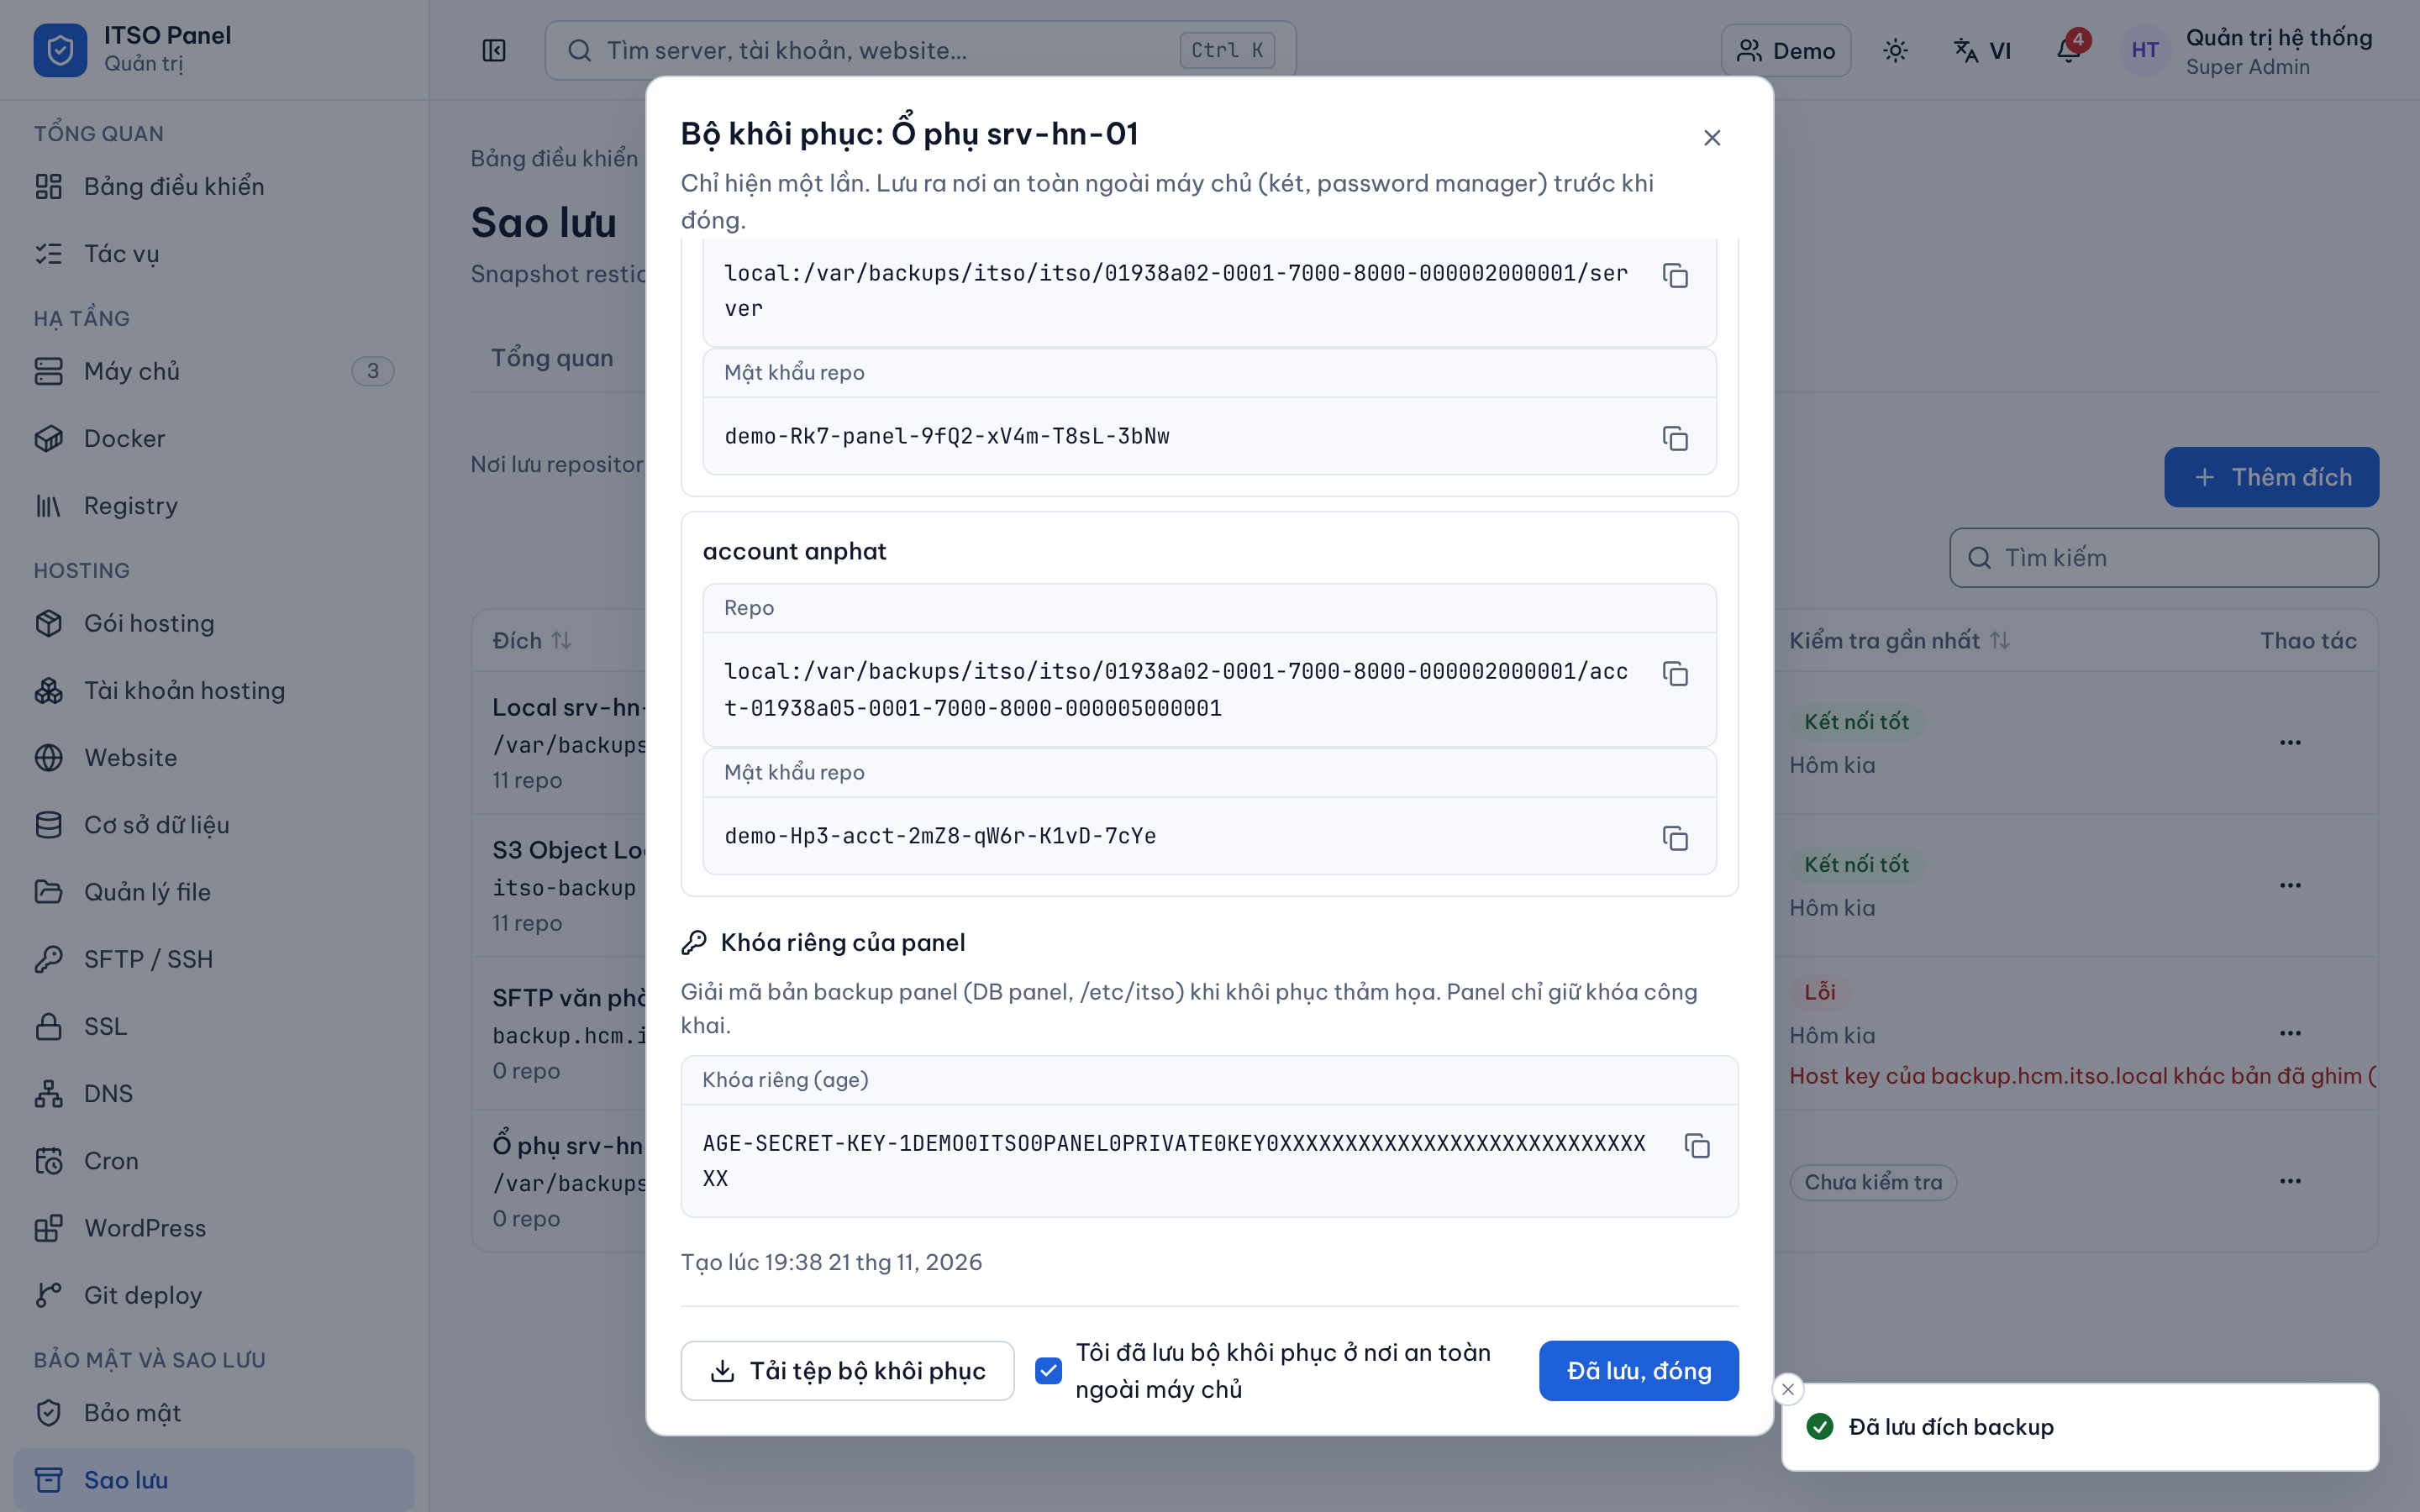 ITSO Panel
Quản trị
Tìm server, tài khoản, website...
Ctrl K
Demo
VI
4
HT
Quản trị hệ thống
Super Admin
TỔNG QUAN
Bảng điều khiển
Tác vụ
HẠ TẦNG
Máy chủ
3
Docker
Registry
HOSTING
Gói hosting
Tài khoản hosting
Website
Cơ sở dữ liệu
Quản lý file
SFTP / SSH
SSL
DNS
Cron
WordPress
Git deploy
BẢO MẬT VÀ SAO LƯU
Bảo mật
Sao lưu
Bảng điều khiển
Sao lưu
Snapshot restic
Tổng quan
Nơi lưu repositor
Thêm đích
Tìm kiếm
Đích
Kiểm tra gần nhất
Thao tác
Local srv-hn-
/var/backups
11 repo
Kết nối tốt
Hôm kia
S3 Object Lo
itso-backup
11 repo
Kết nối tốt
Hôm kia
SFTP văn phò
backup.hcm.i
0 repo
Lỗi
Hôm kia
Host key của backup.hcm.itso.local khác bản đã ghim (
Ổ phụ srv-hn
/var/backups
0 repo
Chưa kiểm tra
Bộ khôi phục: Ổ phụ srv-hn-01
Chỉ hiện một lần. Lưu ra nơi an toàn ngoài máy chủ (két, password manager) trước khi
đóng.
local:/var/backups/itso/itso/01938a02-0001-7000-8000-000002000001/ser
ver
Mật khẩu repo
demo-Rk7-panel-9fQ2-xV4m-T8sL-3bNw
account anphat
Repo
local:/var/backups/itso/itso/01938a02-0001-7000-8000-000002000001/acc
t-01938a05-0001-7000-8000-000005000001
Mật khẩu repo
demo-Hp3-acct-2mZ8-qW6r-K1vD-7cYe
Khóa riêng của panel
Giải mã bản backup panel (DB panel, /etc/itso) khi khôi phục thảm họa. Panel chỉ giữ khóa công
khai.
Khóa riêng (age)
AGE-SECRET-KEY-1DEMO0ITSO0PANEL0PRIVATE0KEY0XXXXXXXXXXXXXXXXXXXXXXXXXXXX
XX
Tạo lúc 19:38 21 thg 11, 2026
Tải tệp bộ khôi phục
Tôi đã lưu bộ khôi phục ở nơi an toàn
ngoài máy chủ
Đã lưu, đóng
Đã lưu đích backup